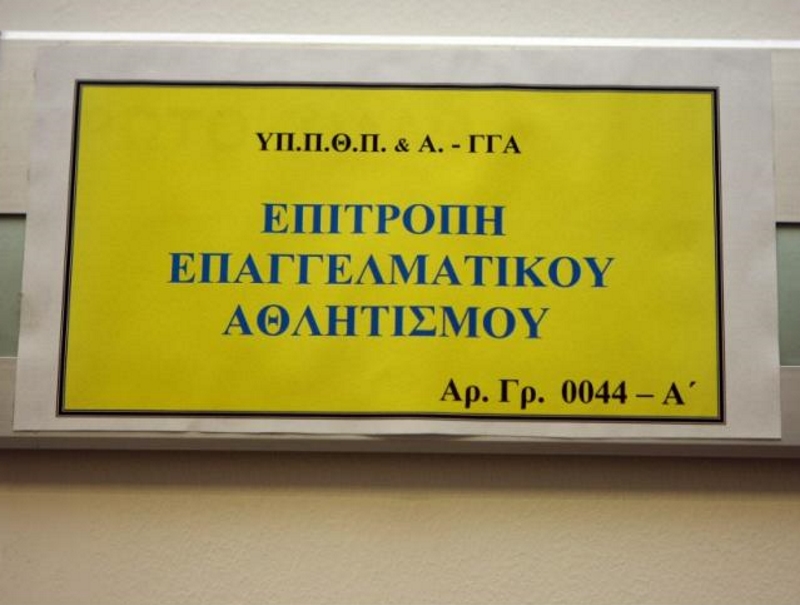 ΥΠ.Π.Θ.Π. & Α. - ΓΓΑ
ΕΠΙΤΡΟΠΗ
ΕΠΑΓΓΕΛΜΑΤΙΚΟΥ
ΑΘΛΗΤΙΣΜΟΥ
Αρ. Γρ. 0044 – Α΄